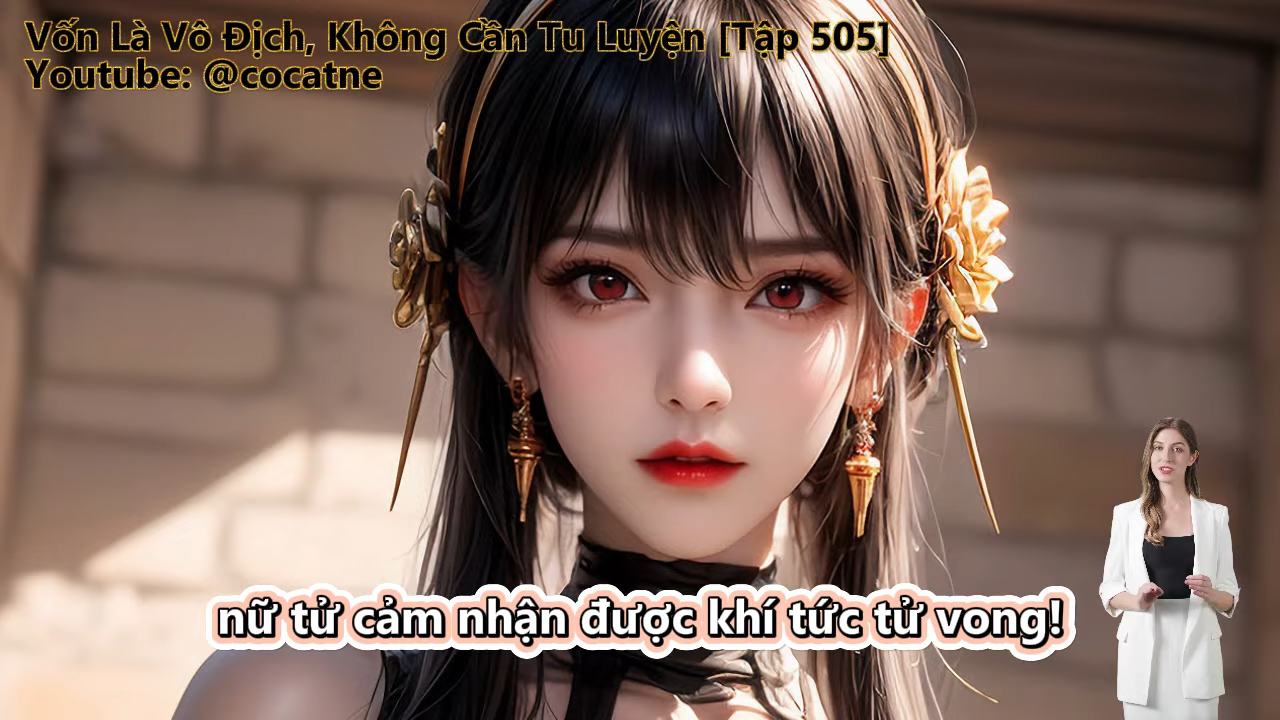 Vốn Là Vô Địch, Không Cần Tu Luyện [Tập 505]
Youtube: @cocatne
nữ tử cảm nhận được khí tức tử vong!